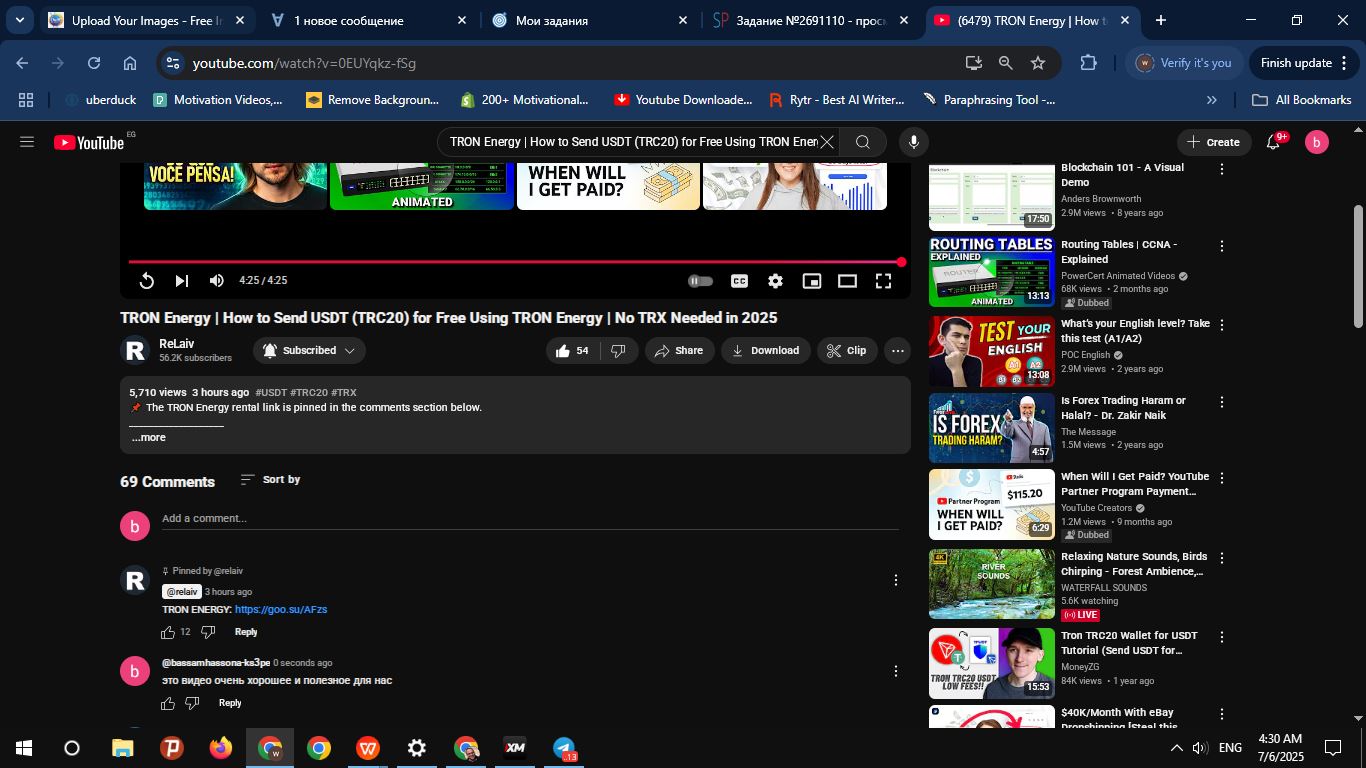 Upload Your Images - Free Ir
1 новое сообщение
Мои задания
Задание №2691110 - прос
(6479) TRON Energy | How to
youtube.com/watch?v=0EUYqkz-fSg
Verify it's you
Finish update
uberduck
Motivation Videos,...
Remove Backgroun...
200+ Motivational...
Youtube Downloade...
Rytr - Best AI Writer...
Paraphrasing Tool -...
All Bookmarks
YouTube EG
TRON Energy | How to Send USDT (TRC20) for Free Using TRON Ener
Create
9+
b
VOCÊ PENSA!
ANIMATED
WHEN WILL
I GET PAID?
4:25 / 4:25
CC
TRON Energy | How to Send USDT (TRC20) for Free Using TRON Energy | No TRX Needed in 2025
R
ReLaiv
56.2K subscribers
Subscribed
54
Share
Download
Clip
5,710 views 3 hours ago #USDT #TRC20 #TRX
The TRON Energy rental link is pinned in the comments section below.
...more
69 Comments
Sort by
b
Add a comment...
R
Pinned by @relaiv
@relaiv 3 hours ago
TRON ENERGY: https://goo.su/AFzs
12
Reply
b
@bassamhassona-ks3pe 0 seconds ago
это видео очень хорошее и полезное для нас
Reply
17:50
Blockchain 101 - A Visual
Demo
Anders Brownworth
2.9M views • 8 years ago
ROUTING TABLES
EXPLAINED
ROUTER
ANIMATED
13:13
Routing Tables | CCNA -
Explained
PowerCert Animated Videos
68K views • 2 months ago
Dubbed
TEST YOUR
ENGLISH
A1
A2
B1
B2
13:08
What's your English level? Take
this test (A1/A2)
POC English
2.9M views • 2 years ago
IS FOREX
TRADING HARAM?
4:57
Is Forex Trading Haram or
Halal? - Dr. Zakir Naik
The Message
1.5M views • 2 years ago
$115.20
Partner Program
WHEN WILL
I GET PAID?
6:29
When Will I Get Paid? YouTube
Partner Program Payment...
YouTube Creators
1.2M views • 9 months ago
Dubbed
4K
RIVER
SOUNDS
Relaxing Nature Sounds, Birds
Chirping - Forest Ambience,...
WATERFALL SOUNDS
5.6K watching
LIVE
TRON TRC20 USDT
LOW FEES!!
15:53
Tron TRC20 Wallet for USDT
Tutorial (Send USDT for...
MoneyZG
84K views • 1 year ago
$40K/Month With eBay
Dropshipping [Steal this
XM
13
ENG
4:30 AM
7/6/2025